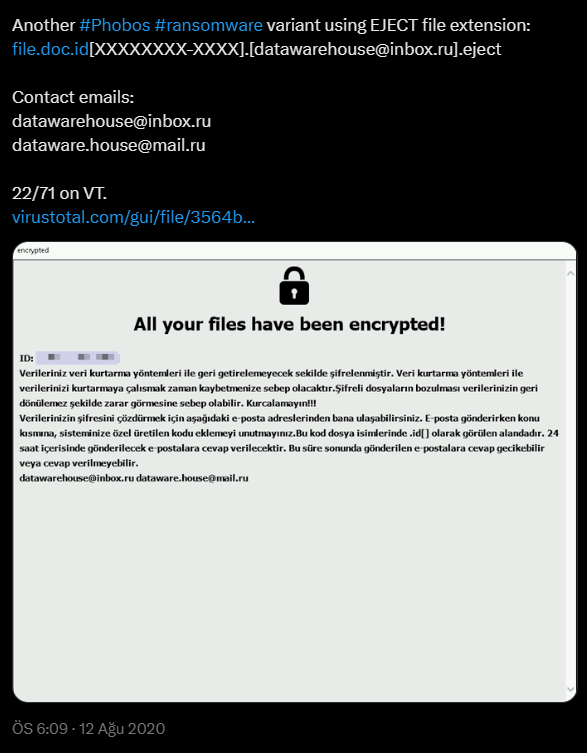 Another #Phobos #ransomware variant using EJECT file extension:
file.doc.id[XXXXXXXX-XXXX].[datawarehouse@inbox.ru].eject
Contact emails:
datawarehouse@inbox.ru
dataware.house@mail.ru
22/71 on VT.
virustotal.com/gui/file/3564b...
encrypted
All your files have been encrypted!
ID:
Verileriniz veri kurtarma yöntemleri ile geri getirelemeyecek sekilde şifrelenmiştir. Veri kurtarma yöntemleri ile
verilerinizi kurtarmaya çalısmak zaman kaybetmenize sebep olacaktır.Şifreli dosyaların bozulması verilerinizin geri
dönülemez şekilde zarar görmesine sebep olabilir. Kurcalamayın!!!
Verilerinizin şifresini çözdürmek için aşağıdaki e-posta adreslerinden bana ulaşabilirsiniz. E-posta gönderirken konu
kısmına, sisteminize özel üretilen kodu eklemeyi unutmayınız.Bu kod dosya isimlerinde .id[] olarak görülen alandadır. 24
saat içerisinde gönderilecek e-postalara cevap verilecektir. Bu süre sonunda gönderilen e-postalara cevap gecikebilir
veya cevap verilmeyebilir.
datawarehouse@inbox.ru dataware.house@mail.ru
ÖS 6:09 · 12 Ağu 2020